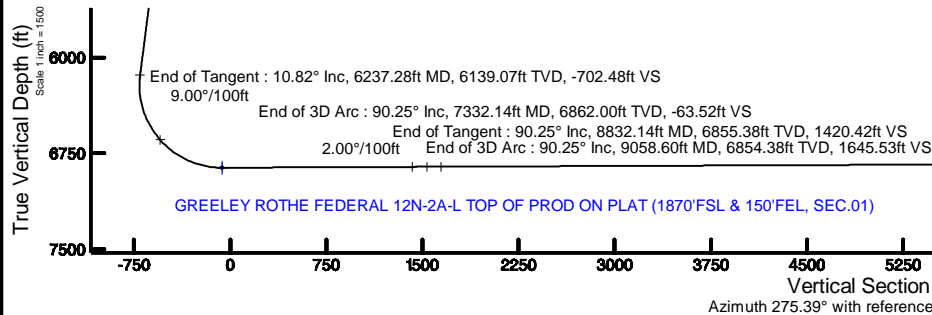 True Vertical Depth (ft)
Scale 1 inch = 1500
6000
6750
7500
End of Tangent : 10.82° Inc, 6237.28ft MD, 6139.07ft TVD, -702.48ft VS
9.00°/100ft
End of 3D Arc : 90.25° Inc, 7332.14ft MD, 6862.00ft TVD, -63.52ft VS
End of Tangent : 90.25° Inc, 8832.14ft MD, 6855.38ft TVD, 1420.42ft VS
2.00°/100ft
End of 3D Arc : 90.25° Inc, 9058.60ft MD, 6854.38ft TVD, 1645.53ft VS
GREELEY ROTHE FEDERAL 12N-2A-L TOP OF PROD ON PLAT (1870'FSL & 150'FEL, SEC.01)
-750 0 750 1500 2250 3000 3750 4500 5250
Vertical Section
Azimuth 275.39° with reference